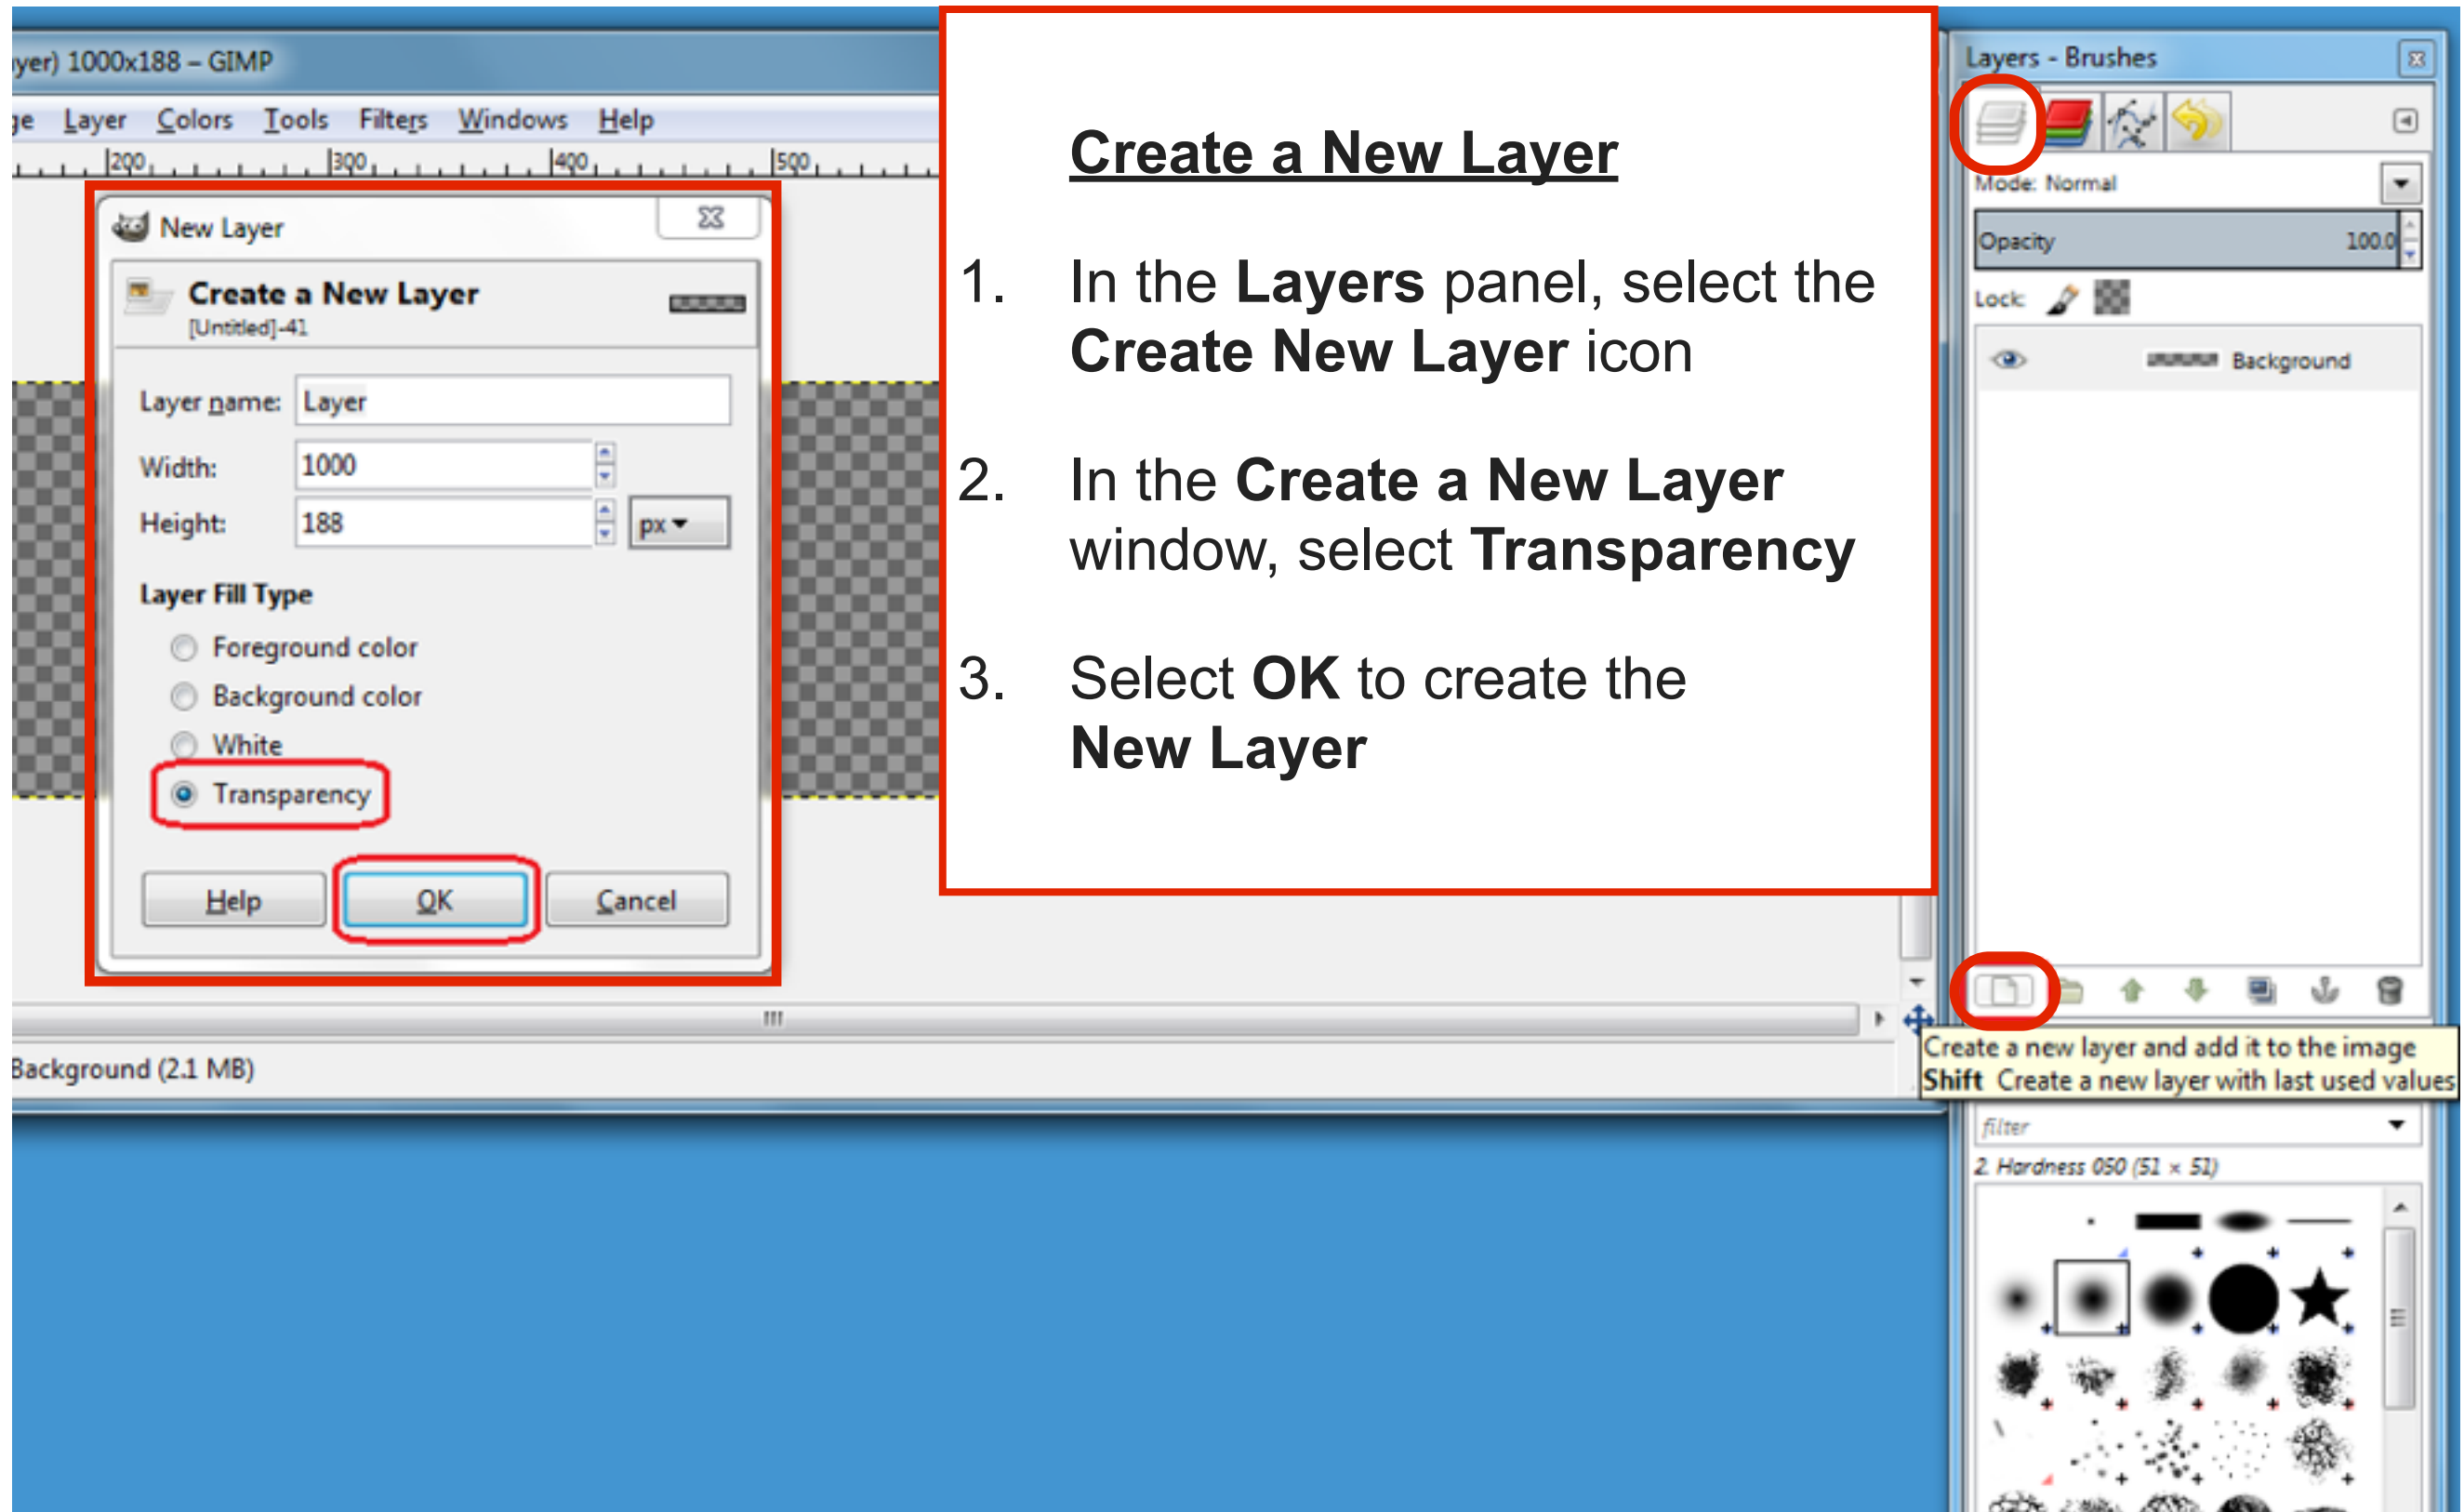 yer) 1000x188 – GIMP
ge Layer Colors Tools Filters Windows Help
200 300 400 500
New Layer
Create a New Layer
[Untitled]-41
Layer name: Layer
Width: 1000
Height: 188 px
Layer Fill Type
Foreground color
Background color
White
Transparency
Help OK Cancel
Background (2.1 MB)
Create a New Layer
1. In the Layers panel, select the
Create New Layer icon
2. In the Create a New Layer
window, select Transparency
3. Select OK to create the
New Layer
Layers - Brushes
Mode: Normal
Opacity 100.0
Lock:
Background
Create a new layer and add it to the image
Shift Create a new layer with last used values
filter
2. Hardness 050 (51 × 51)